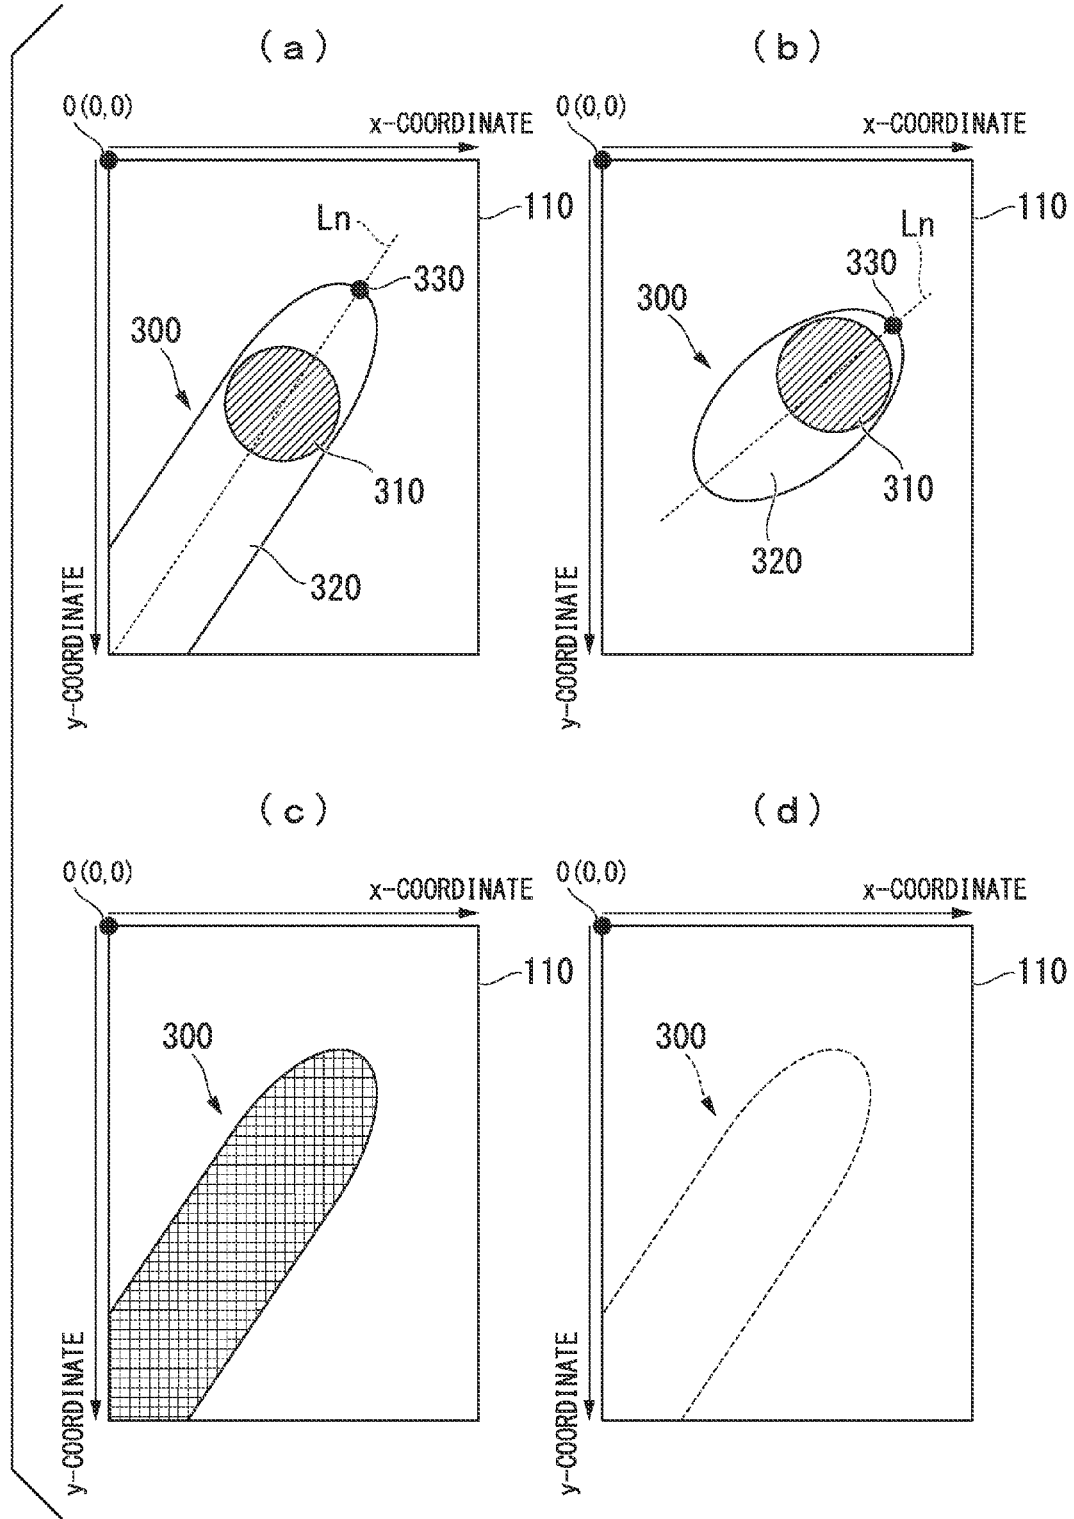 (a)
0(0,0)
x-COORDINATE
110
Ln
330
300
310
320
y-COORDINATE
(b)
0(0,0)
x-COORDINATE
110
Ln
330
300
310
320
y-COORDINATE
(c)
0(0,0)
x-COORDINATE
110
300
y-COORDINATE
(d)
0(0,0)
x-COORDINATE
110
300
y-COORDINATE